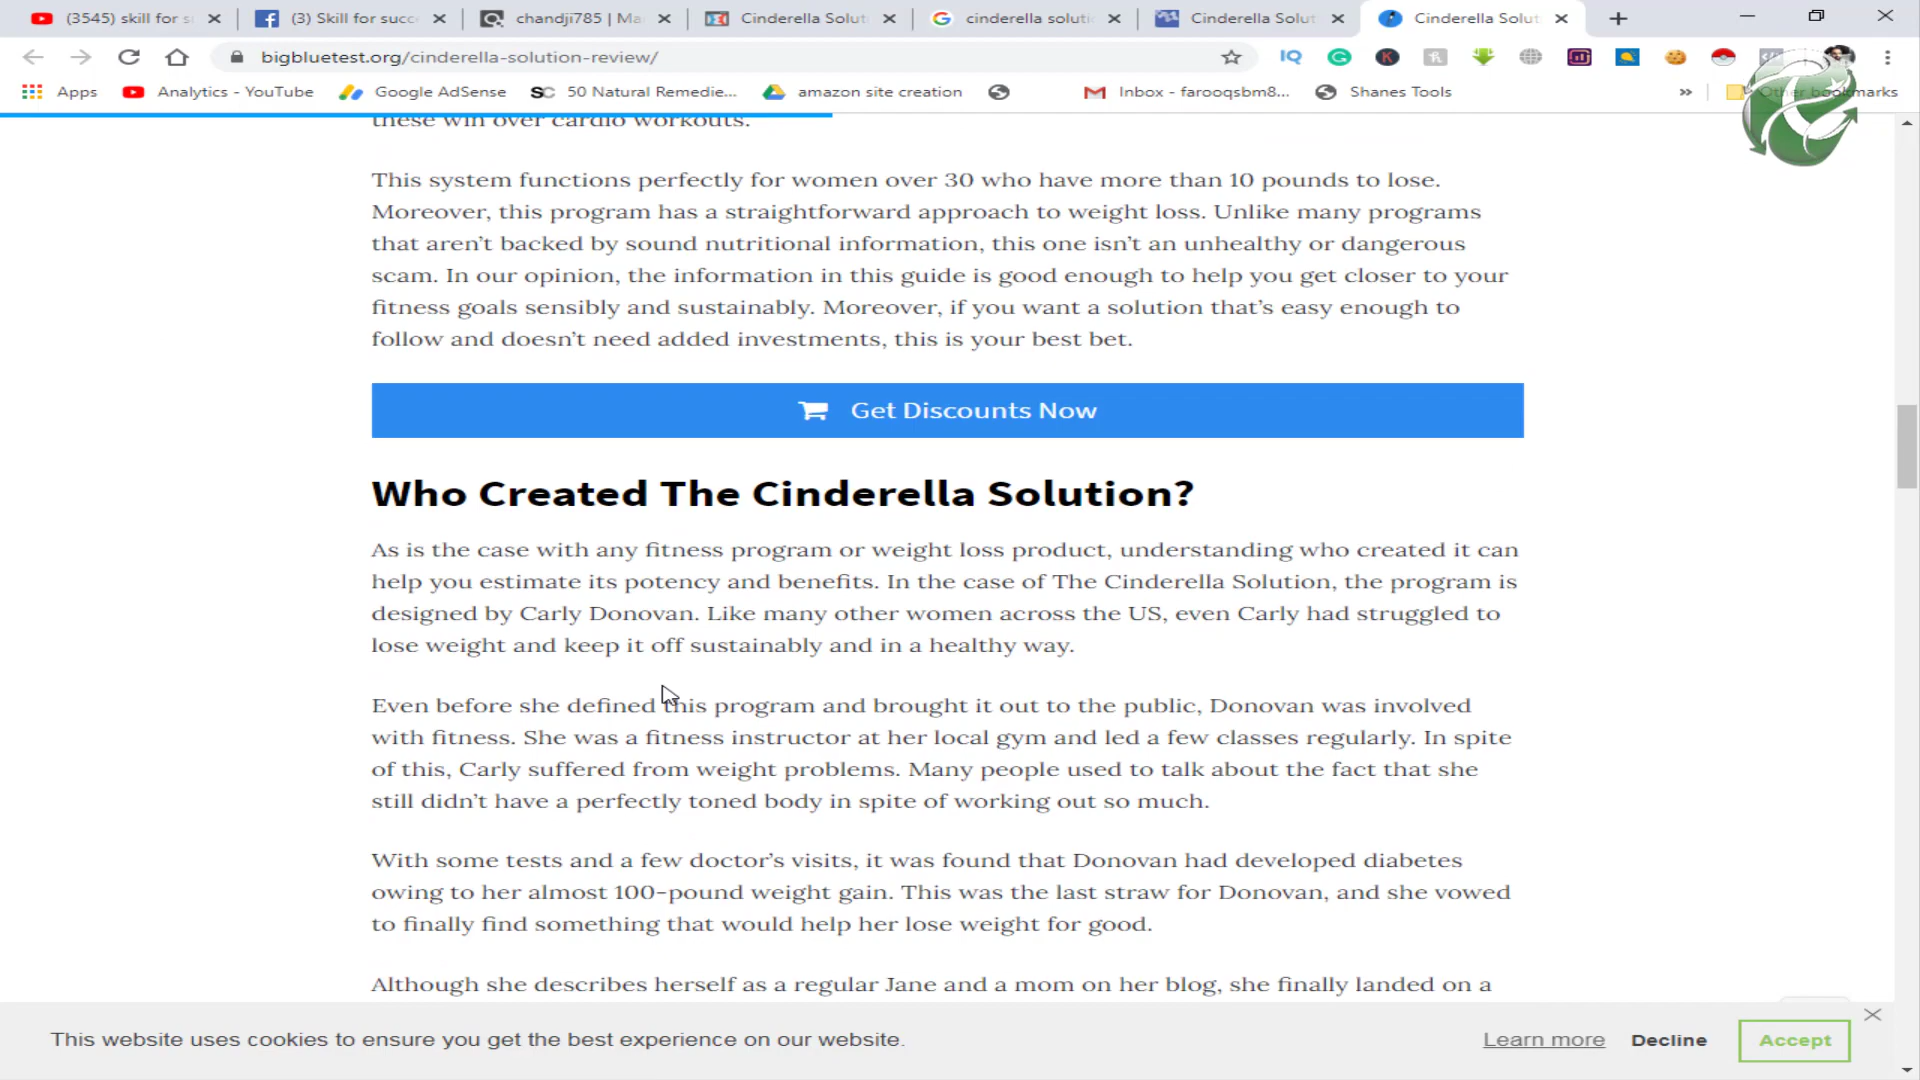 (3545) skill for s
(3) Skill for succ
chandji785 | Ma
Cinderella Solut
cinderella soluti
Cinderella Solut
Cinderella Solut
bigbluetest.org/cinderella-solution-review/
Apps
Analytics - YouTube
Google AdSense
50 Natural Remedie...
amazon site creation
Inbox - farooqsbm8...
Shanes Tools
»
Other bookmarks
these win over cardio workouts.
This system functions perfectly for women over 30 who have more than 10 pounds to lose.
Moreover, this program has a straightforward approach to weight loss. Unlike many programs
that aren't backed by sound nutritional information, this one isn't an unhealthy or dangerous
scam. In our opinion, the information in this guide is good enough to help you get closer to your
fitness goals sensibly and sustainably. Moreover, if you want a solution that's easy enough to
follow and doesn't need added investments, this is your best bet.
Get Discounts Now
Who Created The Cinderella Solution?
As is the case with any fitness program or weight loss product, understanding who created it can
help you estimate its potency and benefits. In the case of The Cinderella Solution, the program is
designed by Carly Donovan. Like many other women across the US, even Carly had struggled to
lose weight and keep it off sustainably and in a healthy way.
Even before she defined this program and brought it out to the public, Donovan was involved
with fitness. She was a fitness instructor at her local gym and led a few classes regularly. In spite
of this, Carly suffered from weight problems. Many people used to talk about the fact that she
still didn't have a perfectly toned body in spite of working out so much.
With some tests and a few doctor's visits, it was found that Donovan had developed diabetes
owing to her almost 100-pound weight gain. This was the last straw for Donovan, and she vowed
to finally find something that would help her lose weight for good.
Although she describes herself as a regular Jane and a mom on her blog, she finally landed on a
This website uses cookies to ensure you get the best experience on our website.
Learn more
Decline
Accept